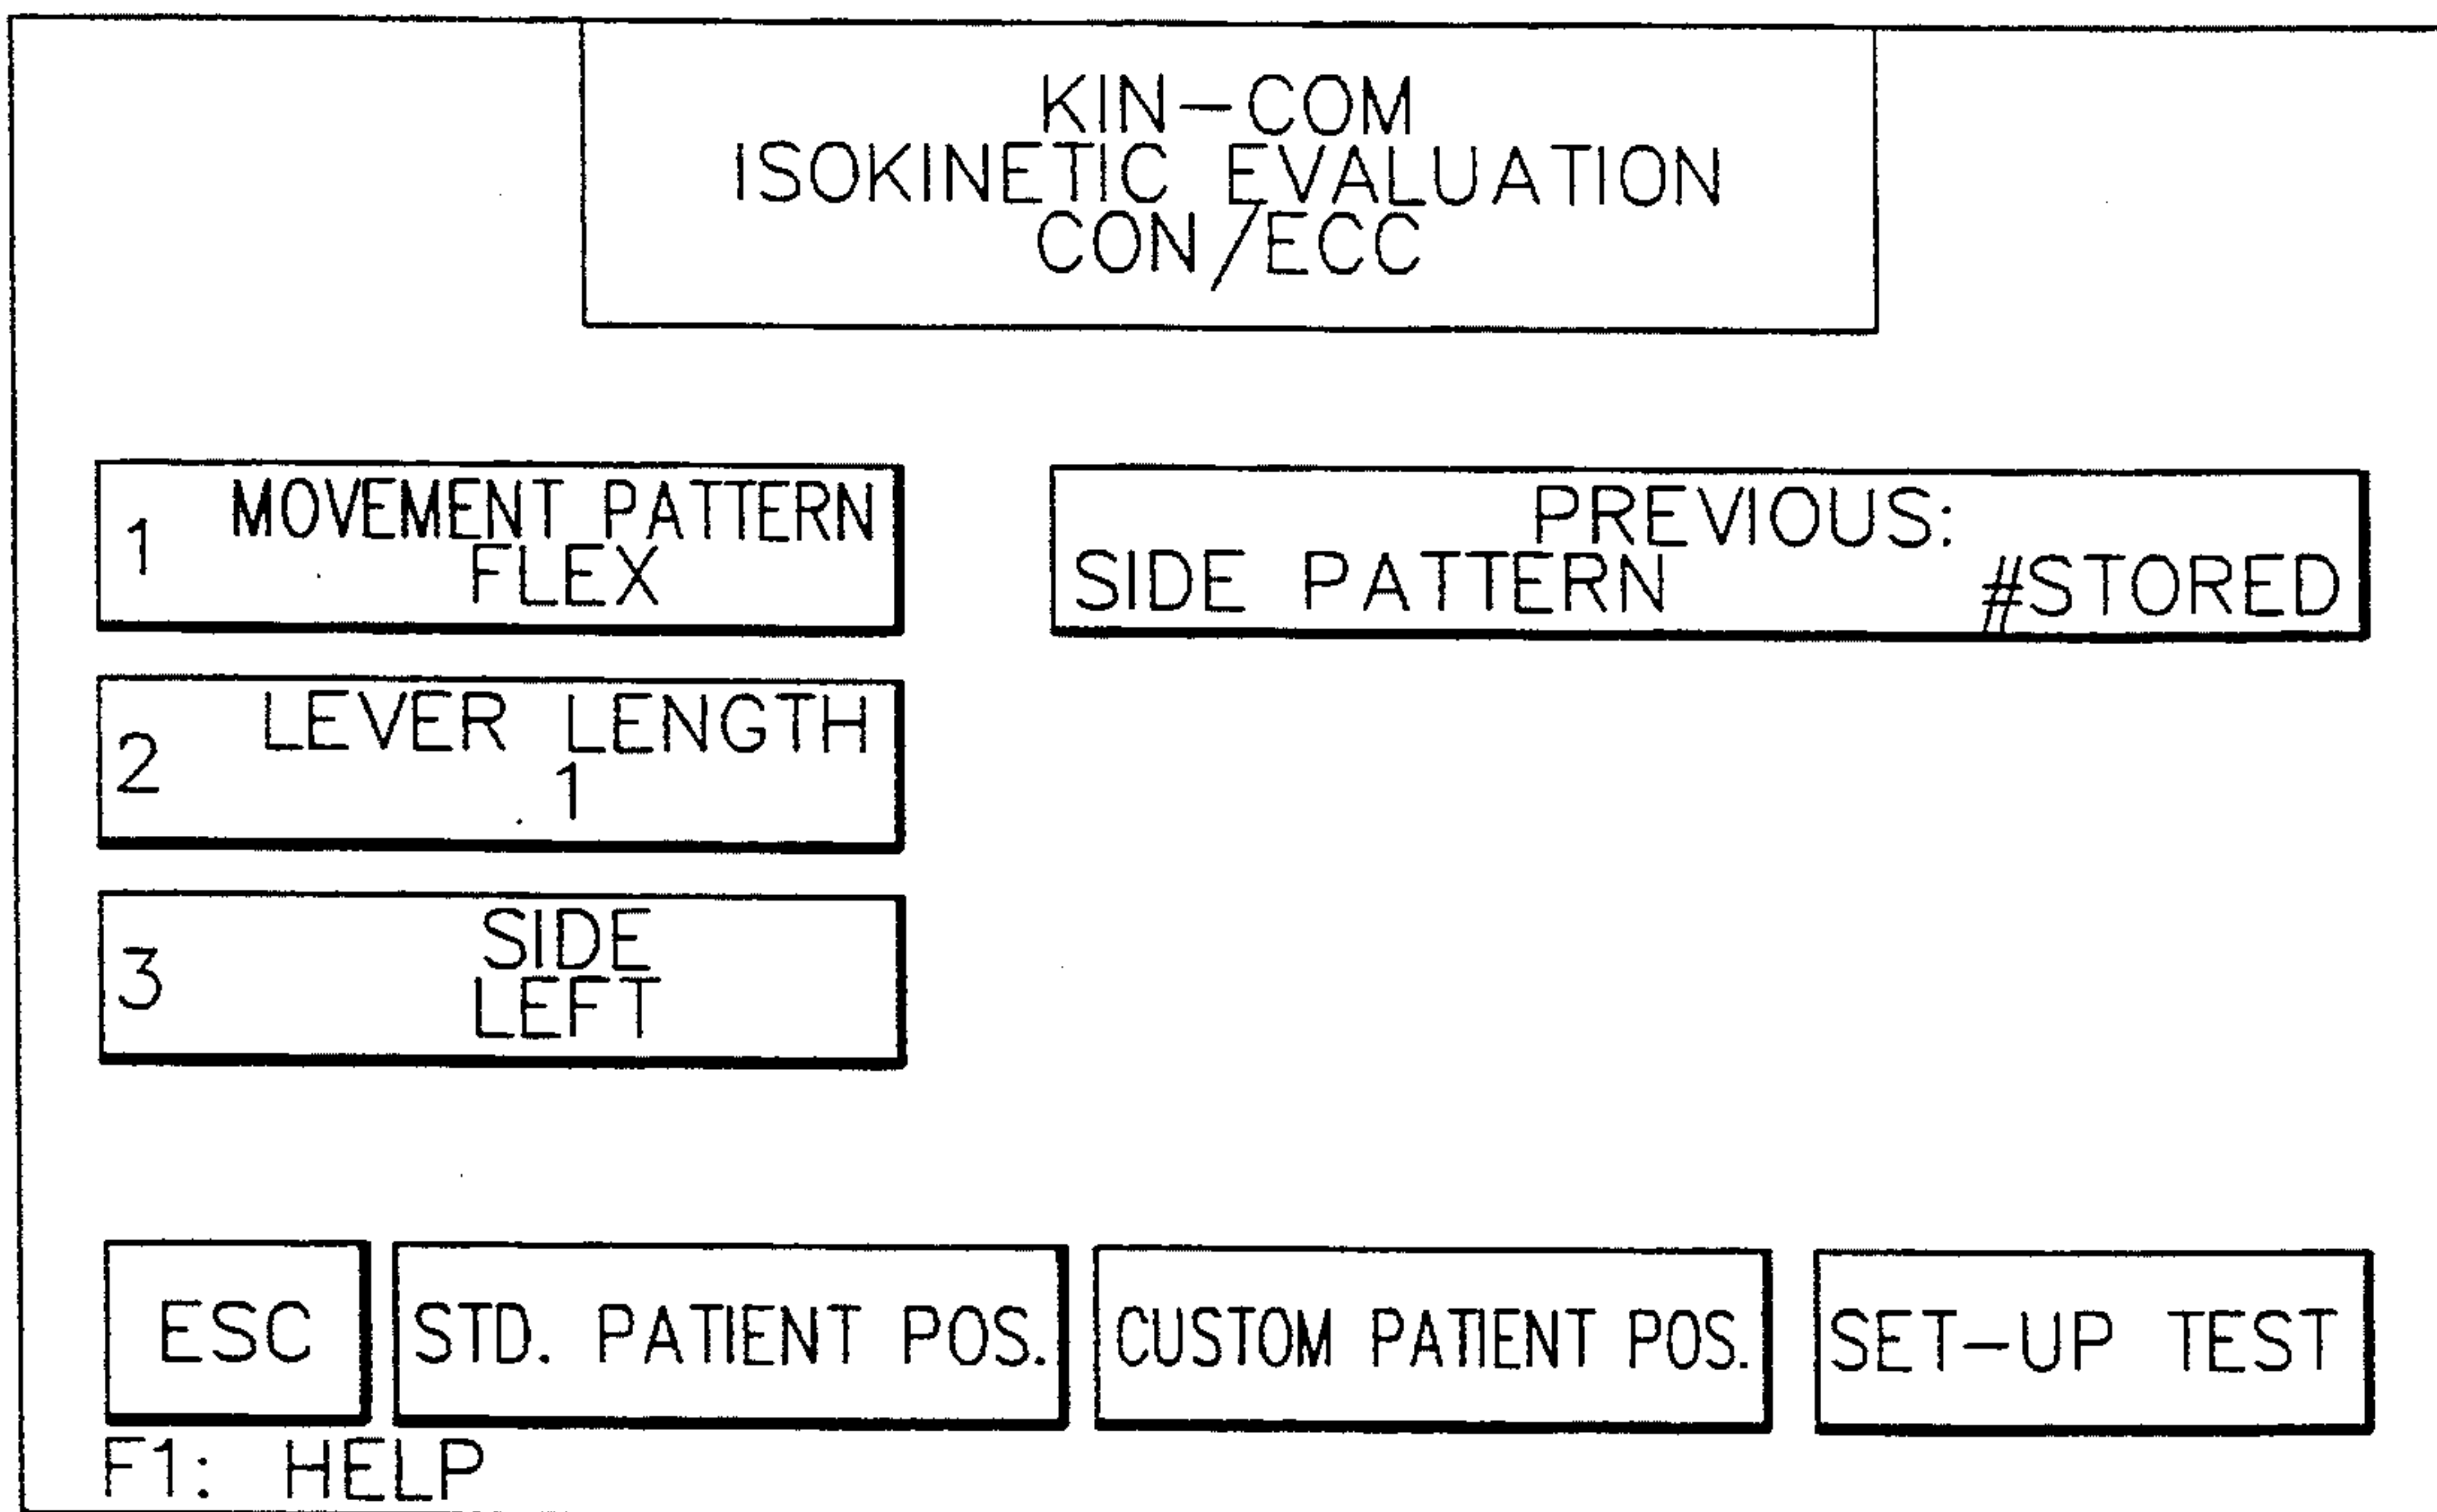 KIN-COM
ISOKINETIC EVALUATION
CON/ECC
1 MOVEMENT PATTERN
FLEX
PREVIOUS:
SIDE PATTERN #STORED
2 LEVER LENGTH
1
3 SIDE
LEFT
ESC
STD. PATIENT POS.
CUSTOM PATIENT POS.
SET-UP TEST
F1: HELP